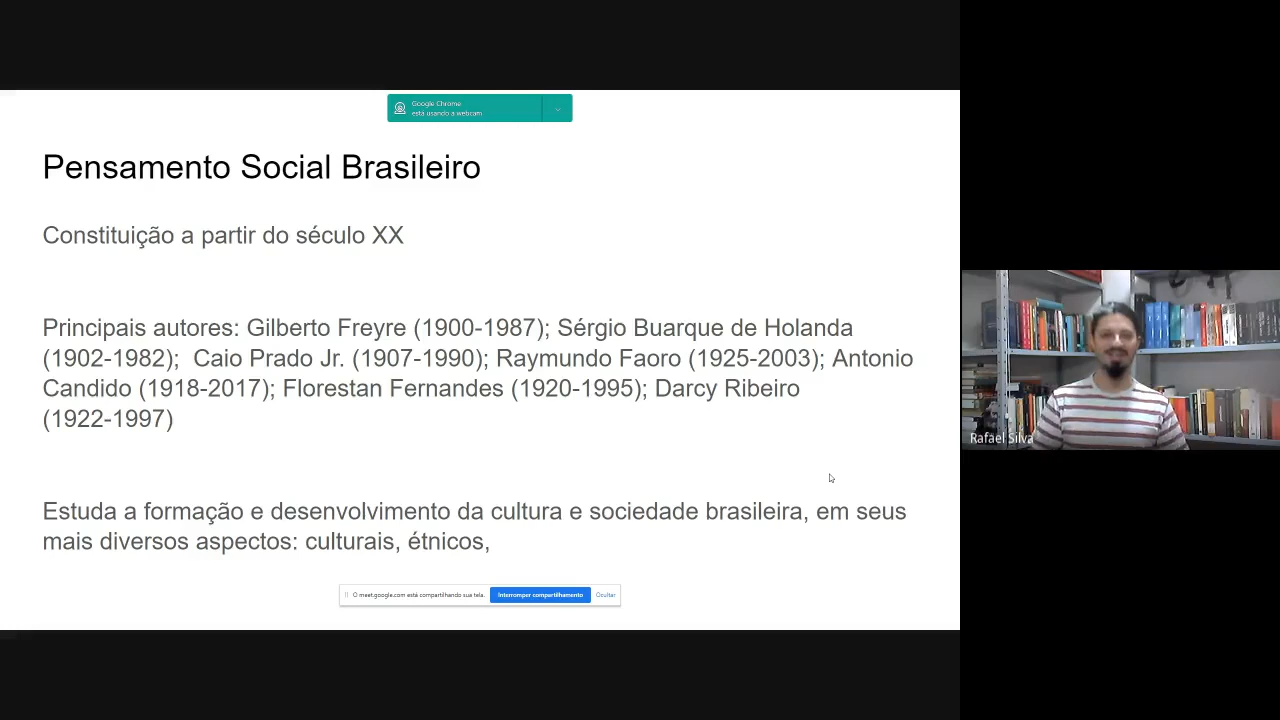 Google Chrome
está usando a webcam
Pensamento Social Brasileiro
Constituição a partir do século XX
Principais autores: Gilberto Freyre (1900-1987); Sérgio Buarque de Holanda
(1902-1982);  Caio Prado Jr. (1907-1990); Raymundo Faoro (1925-2003); Antonio
Candido (1918-2017); Florestan Fernandes (1920-1995); Darcy Ribeiro
(1922-1997)
Estuda a formação e desenvolvimento da cultura e sociedade brasileira, em seus
mais diversos aspectos: culturais, étnicos,
O meet.google.com está compartilhando sua tela. Interromper compartilhamento Ocultar
Rafael Silva